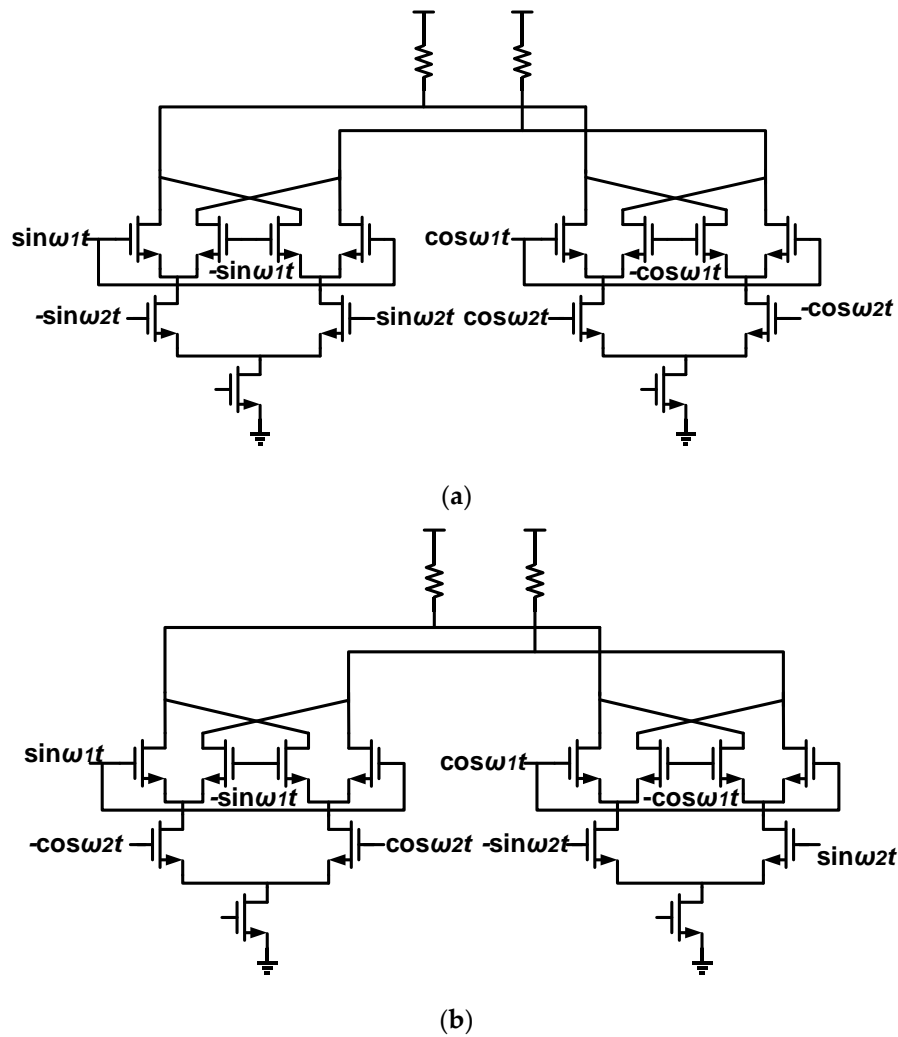 sinω1t
cosω1t
-sinω1t
-cosω1t
-sinω2t
sinω2t
cosω2t
-cosω2t
(a)
sinω1t
cosω1t
-sinω1t
-cosω1t
-cosω2t
cosω2t
-sinω2t
sinω2t
(b)